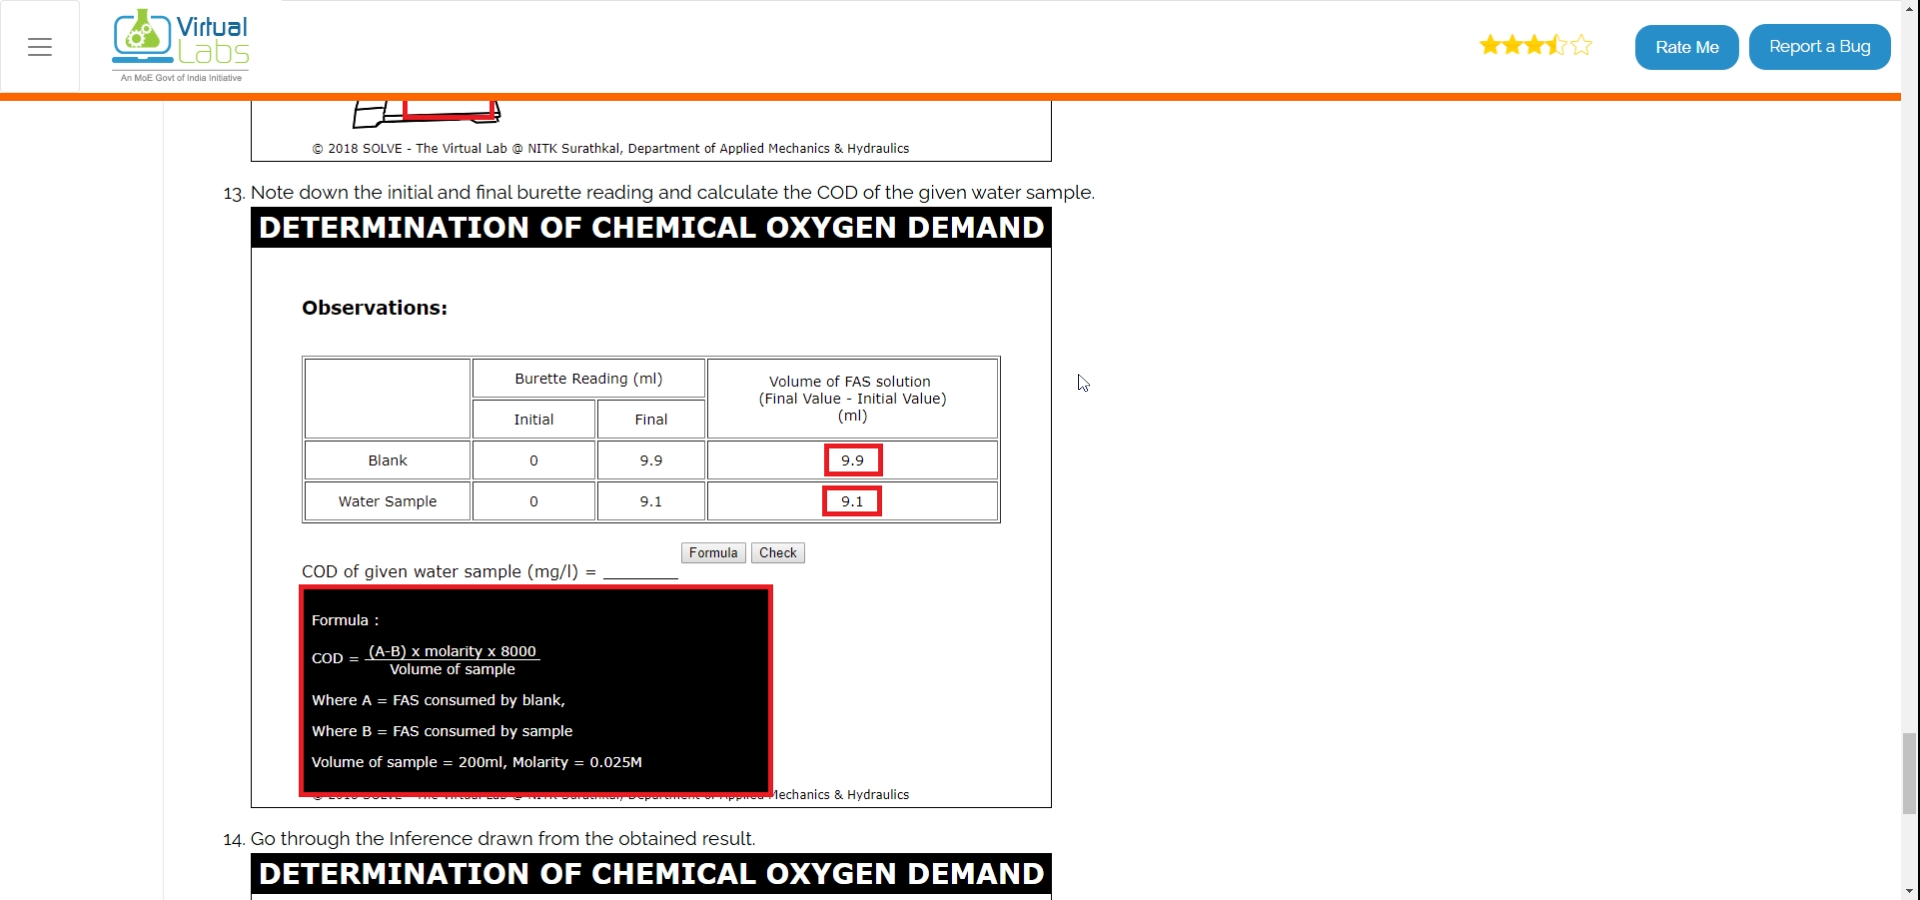 Virtual
Labs
An MoE Govt of India Initiative
Rate Me
Report a Bug
© 2018 SOLVE - The Virtual Lab @ NITK Surathkal, Department of Applied Mechanics & Hydraulics
13. Note down the initial and final burette reading and calculate the COD of the given water sample.
DETERMINATION OF CHEMICAL OXYGEN DEMAND
Observations:
Burette Reading (ml)
Volume of FAS solution
(Final Value - Initial Value)
(ml)
Initial Final
Blank 0 9.9 9.9
Water Sample 0 9.1 9.1
Formula Check
COD of given water sample (mg/l) = ________
Formula :
COD = (A-B) x molarity x 8000
Volume of sample
Where A = FAS consumed by blank,
Where B = FAS consumed by sample
Volume of sample = 200ml, Molarity = 0.025M
Mechanics & Hydraulics
14. Go through the Inference drawn from the obtained result.
DETERMINATION OF CHEMICAL OXYGEN DEMAND